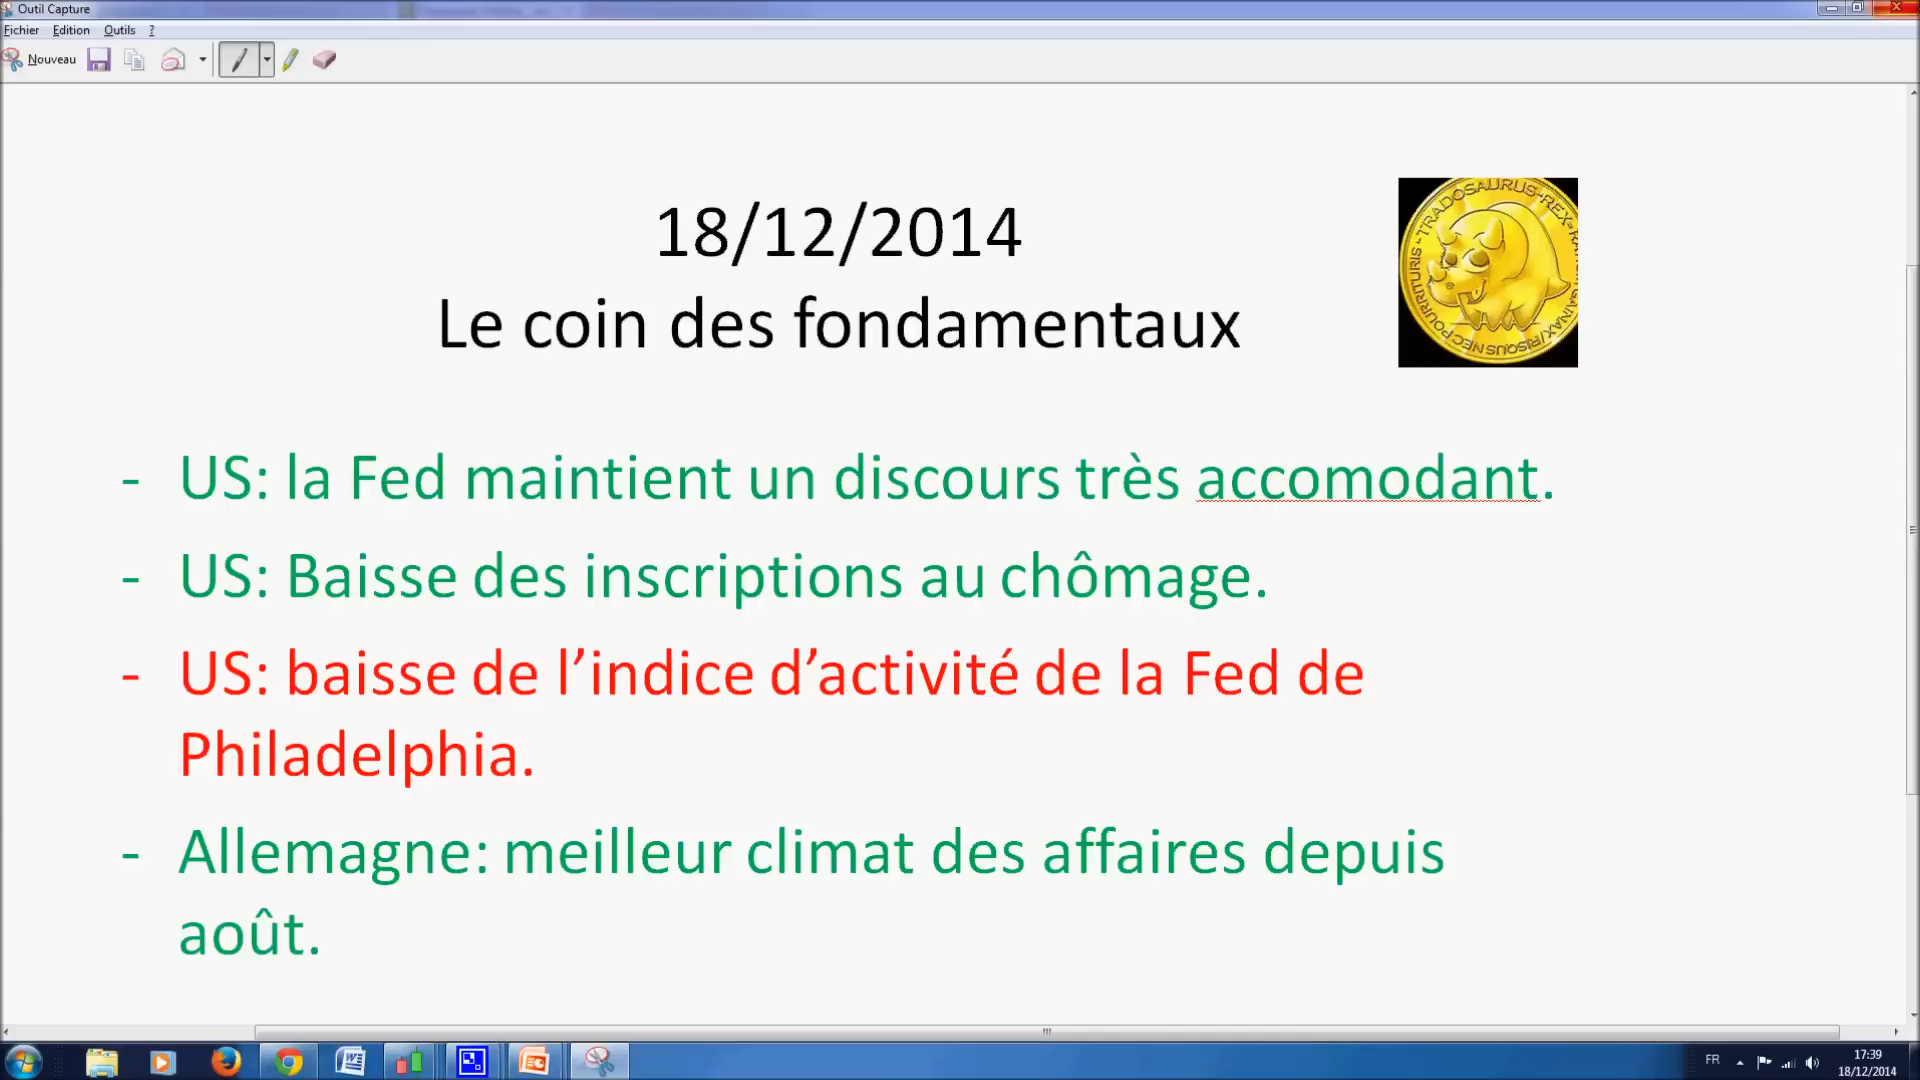 Outil Capture
Fichier Edition Outils ?
Nouveau
18/12/2014
Le coin des fondamentaux
TRADOSAURUS-REX-
- US: la Fed maintient un discours très accomodant.
- US: Baisse des inscriptions au chômage.
- US: baisse de l’indice d’activité de la Fed de
Philadelphia.
- Allemagne: meilleur climat des affaires depuis
août.
FR
17:39
18/12/2014